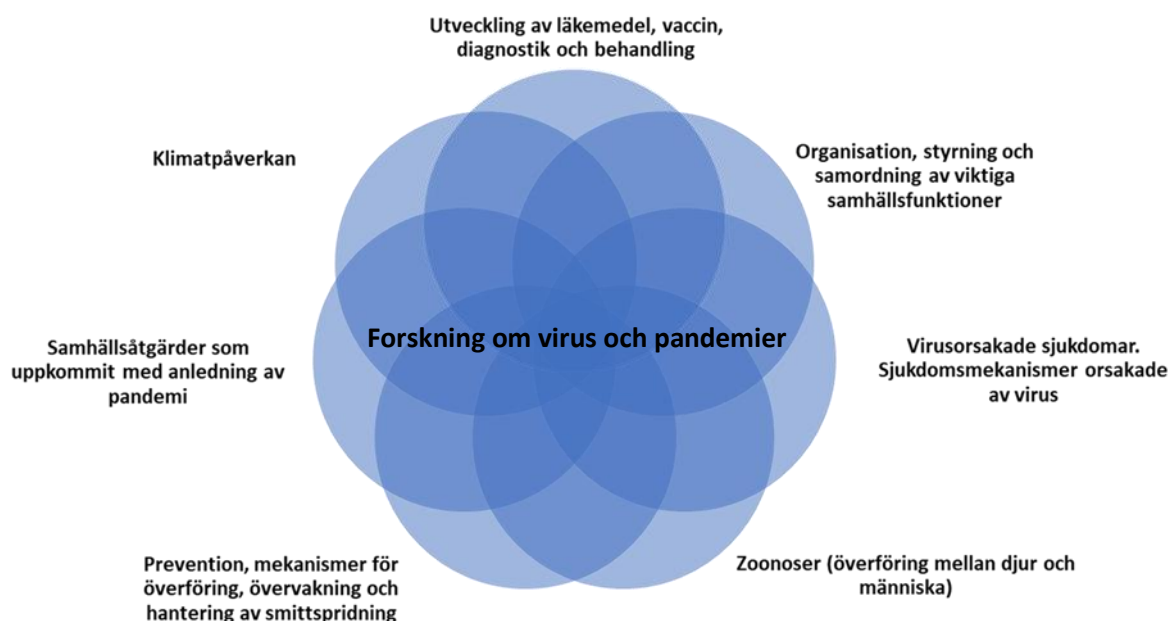 Utveckling av läkemedel, vaccin,
diagnostik och behandling
Klimatpåverkan
Organisation, styrning och
samordning av viktiga
samhällsfunktioner
Forskning om virus och pandemier
Samhällsåtgärder som
uppkommit med anledning av
pandemi
Virusorsakade sjukdomar.
Sjukdomsmekanismer orsakade
av virus
Prevention, mekanismer för
överföring, övervakning och
hantering av smittspridning
Zoonoser (överföring mellan djur och
människa)